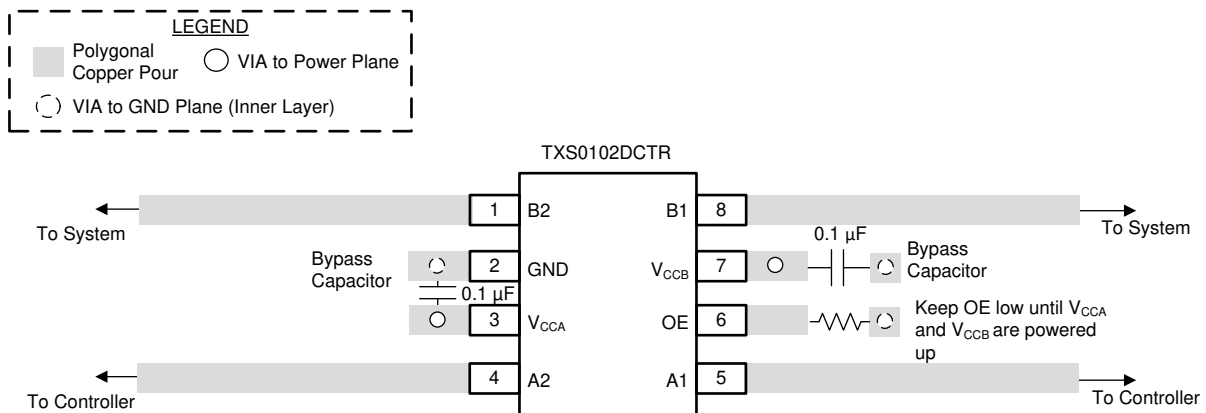 LEGEND
Polygonal
Copper Pour
VIA to Power Plane
VIA to GND Plane (Inner Layer)
TXS0102DCTR
To System
1
B2
B1
8
To System
Bypass
Capacitor
2
GND
0.1 µF
3
VCCA
VCCB
7
0.1 µF
Bypass
Capacitor
OE
6
Keep OE low until VCCA
and VCCB are powered
up
To Controller
4
A2
A1
5
To Controller